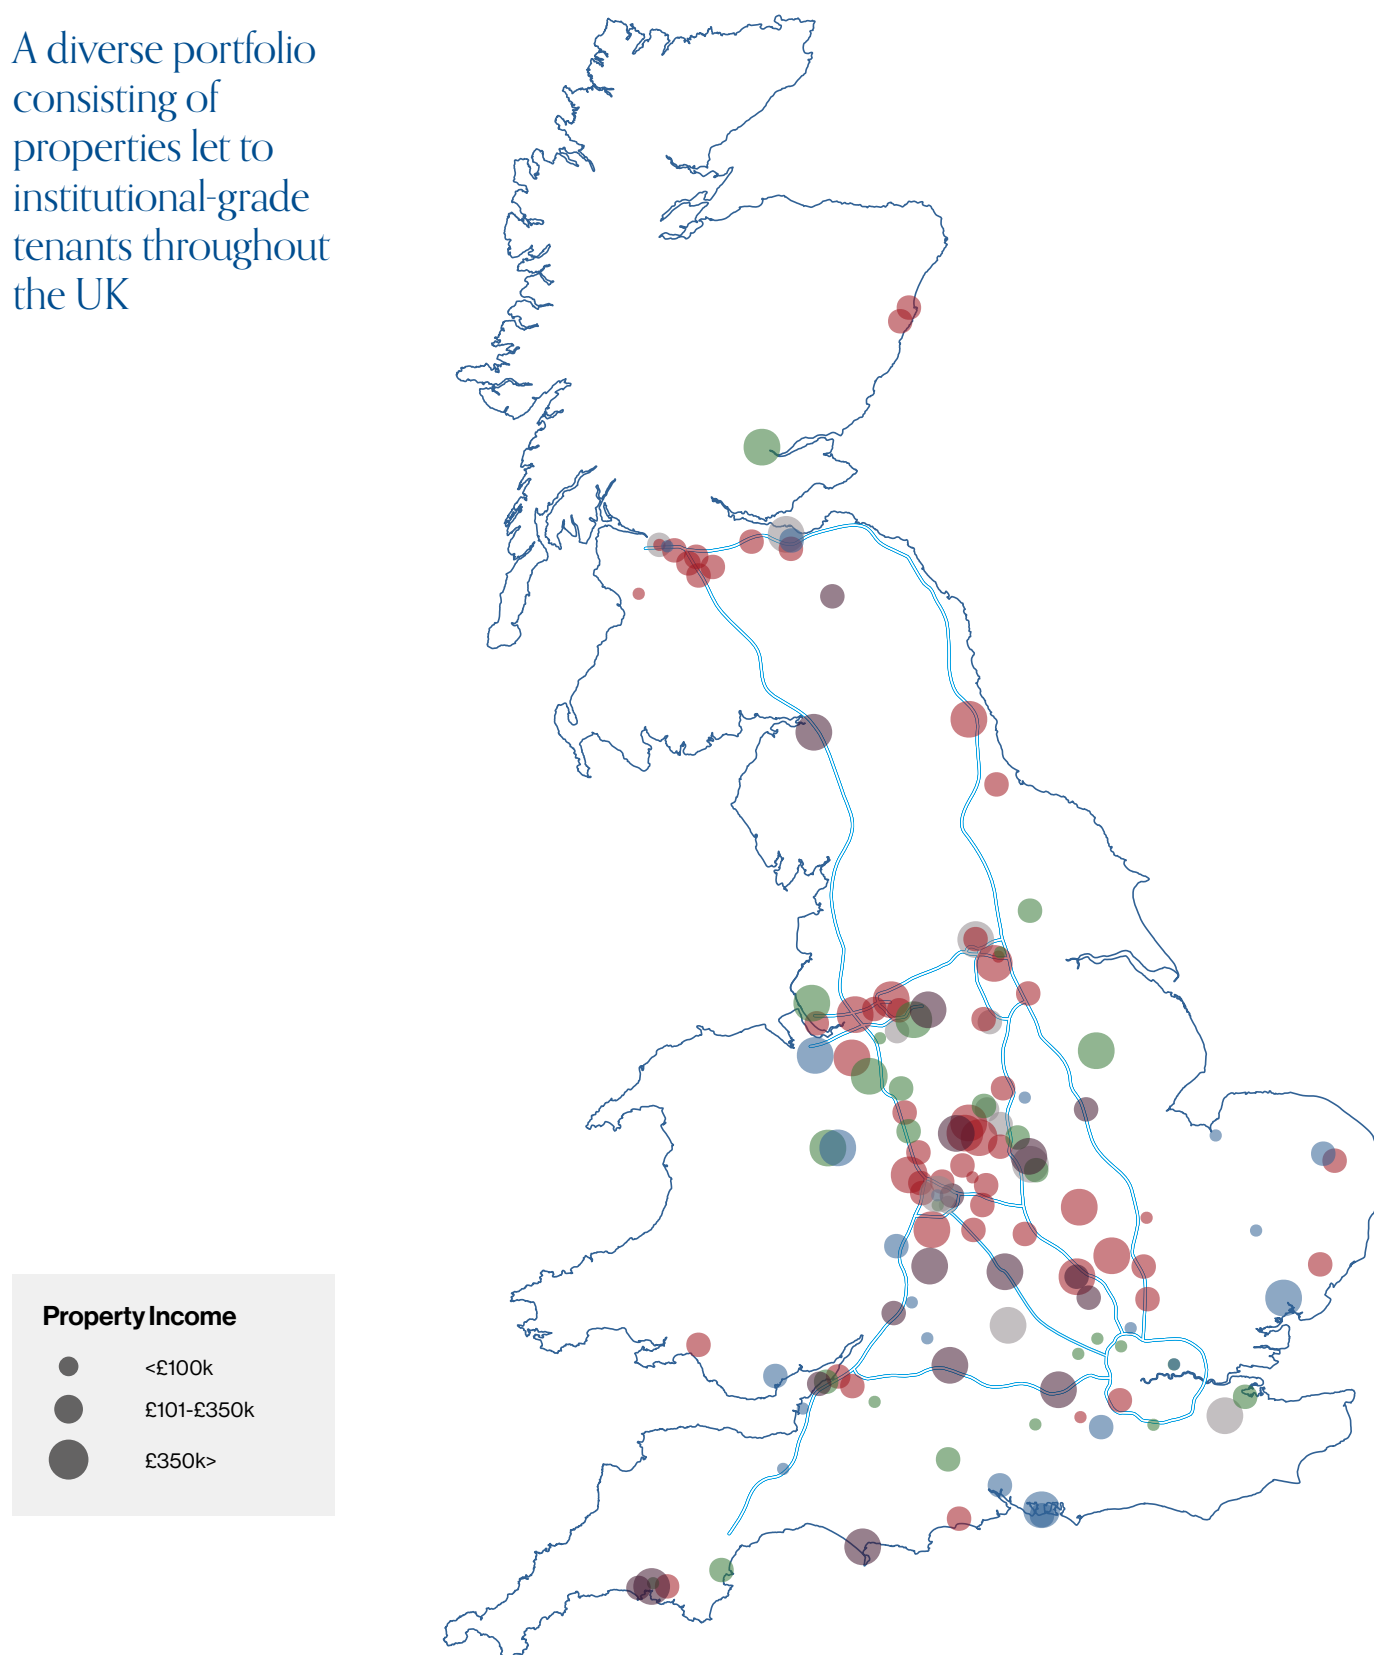 A diverse portfolio
consisting of
properties let to
institutional-grade
tenants throughout
the UK
Property Income
<£100k
£101-£350k
£350k>